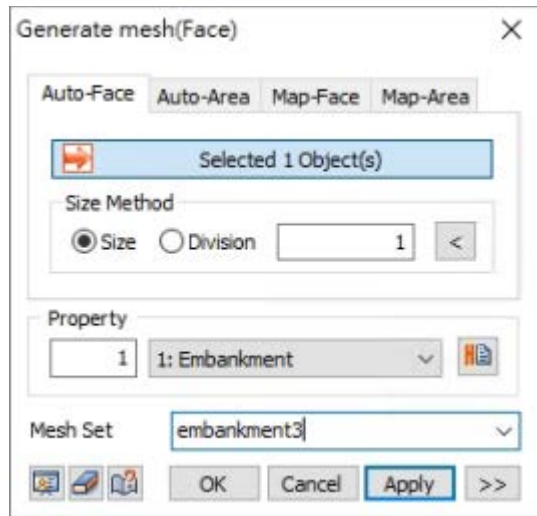 Generate mesh(Face)
Auto-Face Auto-Area Map-Face Map-Area
Selected 1 Object(s)
Size Method
Size Division 1 <
Property
1 1: Embankment
Mesh Set embankment3
OK Cancel Apply >>